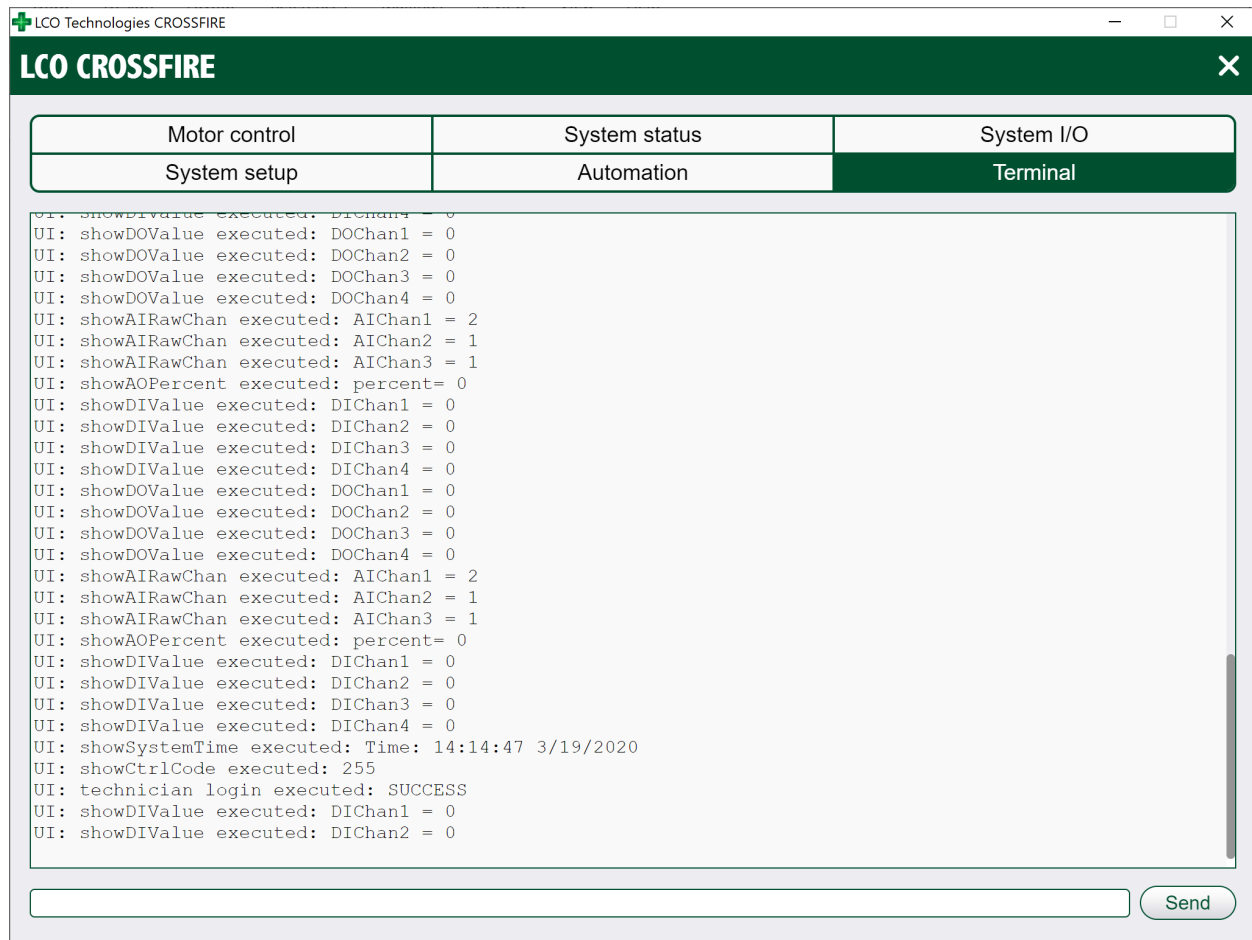 LCO Technologies CROSSFIRE
LCO CROSSFIRE
Motor control System status System I/O
System setup Automation Terminal
UI: showDIValue executed: DIChan4 = 0
UI: showDOValue executed: DOChan1 = 0
UI: showDOValue executed: DOChan2 = 0
UI: showDOValue executed: DOChan3 = 0
UI: showDOValue executed: DOChan4 = 0
UI: showAIRawChan executed: AIChan1 = 2
UI: showAIRawChan executed: AIChan2 = 1
UI: showAIRawChan executed: AIChan3 = 1
UI: showAOPercent executed: percent= 0
UI: showDIValue executed: DIChan1 = 0
UI: showDIValue executed: DIChan2 = 0
UI: showDIValue executed: DIChan3 = 0
UI: showDIValue executed: DIChan4 = 0
UI: showDOValue executed: DOChan1 = 0
UI: showDOValue executed: DOChan2 = 0
UI: showDOValue executed: DOChan3 = 0
UI: showDOValue executed: DOChan4 = 0
UI: showAIRawChan executed: AIChan1 = 2
UI: showAIRawChan executed: AIChan2 = 1
UI: showAIRawChan executed: AIChan3 = 1
UI: showAOPercent executed: percent= 0
UI: showDIValue executed: DIChan1 = 0
UI: showDIValue executed: DIChan2 = 0
UI: showDIValue executed: DIChan3 = 0
UI: showDIValue executed: DIChan4 = 0
UI: showSystemTime executed: Time: 14:14:47 3/19/2020
UI: showCtrlCode executed: 255
UI: technician login executed: SUCCESS
UI: showDIValue executed: DIChan1 = 0
UI: showDIValue executed: DIChan2 = 0
Send